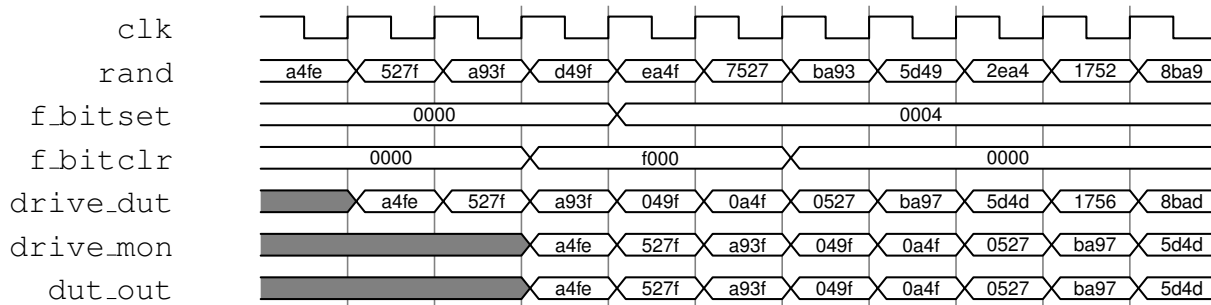 clk
rand a4fe 527f a93f d49f ea4f 7527 ba93 5d49 2ea4 1752 8ba9
f_bitset 0000 0004
f_bitclr 0000 f000 0000
drive_dut a4fe 527f a93f 049f 0a4f 0527 ba97 5d4d 1756 8bad
drive_mon a4fe 527f a93f 049f 0a4f 0527 ba97 5d4d
dut_out a4fe 527f a93f 049f 0a4f 0527 ba97 5d4d